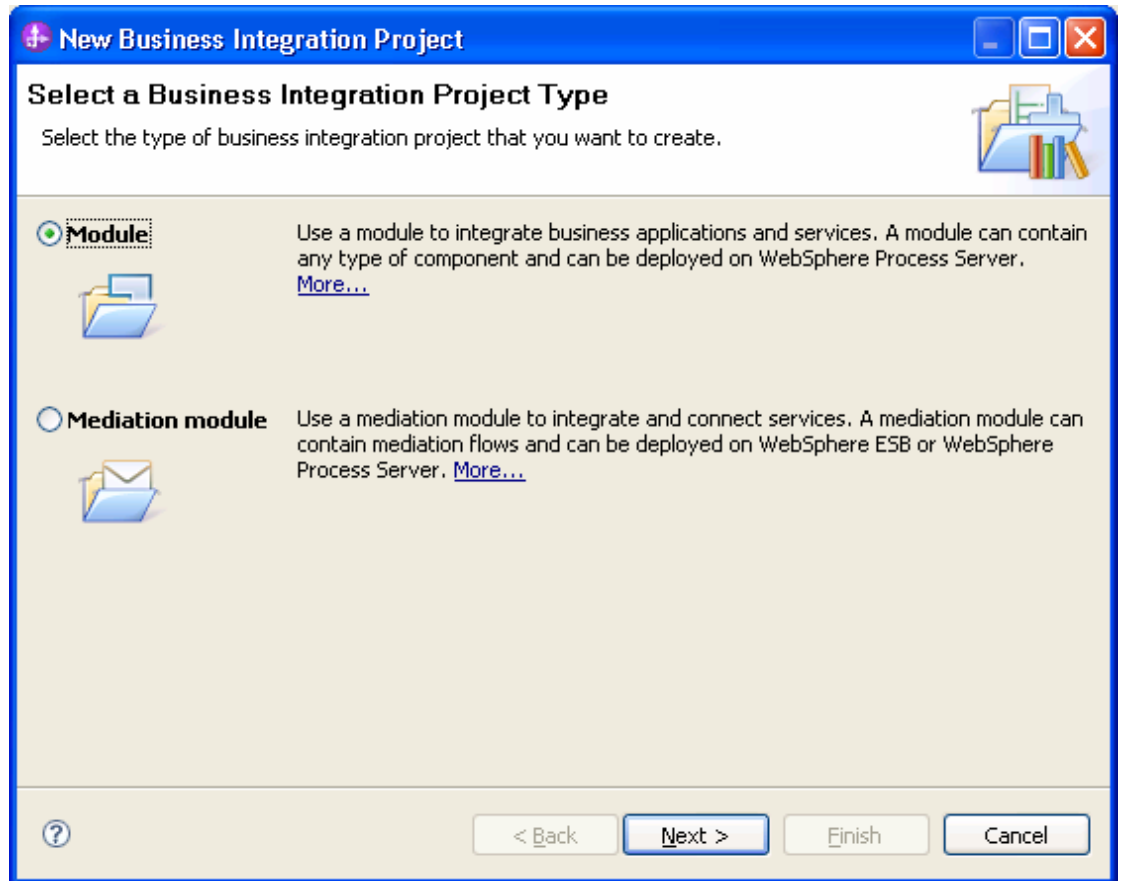 New Business Integration Project
Select a Business Integration Project Type
Select the type of business integration project that you want to create.
Module
Use a module to integrate business applications and services. A module can contain
any type of component and can be deployed on WebSphere Process Server.
More...
Mediation module
Use a mediation module to integrate and connect services. A mediation module can
contain mediation flows and can be deployed on WebSphere ESB or WebSphere
Process Server. More...
? < Back Next > Finish Cancel